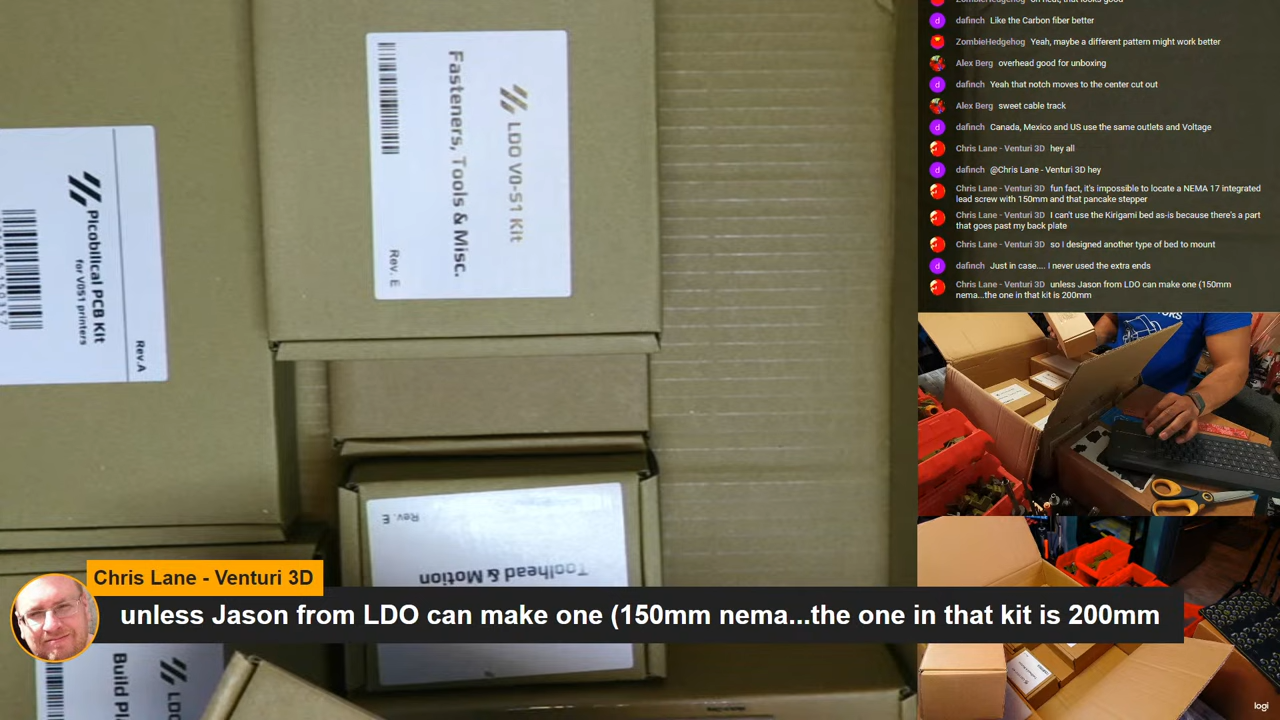 LDO V0-S1 Kit
Fasteners, Tools & Misc.
Rev. E
Picobilical PCB Kit
for V0S1 printers
Rev.A
Rev. E
Toolhead & Motion
LDO
Build Pl
dafinch Like the Carbon fiber better
ZombieHedgehog Yeah, maybe a different pattern might work better
Alex Berg overhead good for unboxing
dafinch Yeah that notch moves to the center cut out
Alex Berg sweet cable track
dafinch Canada, Mexico and US use the same outlets and Voltage
Chris Lane - Venturi 3D hey all
dafinch @Chris Lane - Venturi 3D hey
Chris Lane - Venturi 3D fun fact, it's impossible to locate a NEMA 17 integrated
lead screw with 150mm and that pancake stepper
Chris Lane - Venturi 3D I can't use the Kirigami bed as-is because there's a part
that goes past my back plate
Chris Lane - Venturi 3D so I designed another type of bed to mount
dafinch Just in case.... I never used the extra ends
Chris Lane - Venturi 3D unless Jason from LDO can make one (150mm
nema...the one in that kit is 200mm
Chris Lane - Venturi 3D
unless Jason from LDO can make one (150mm nema...the one in that kit is 200mm
logi